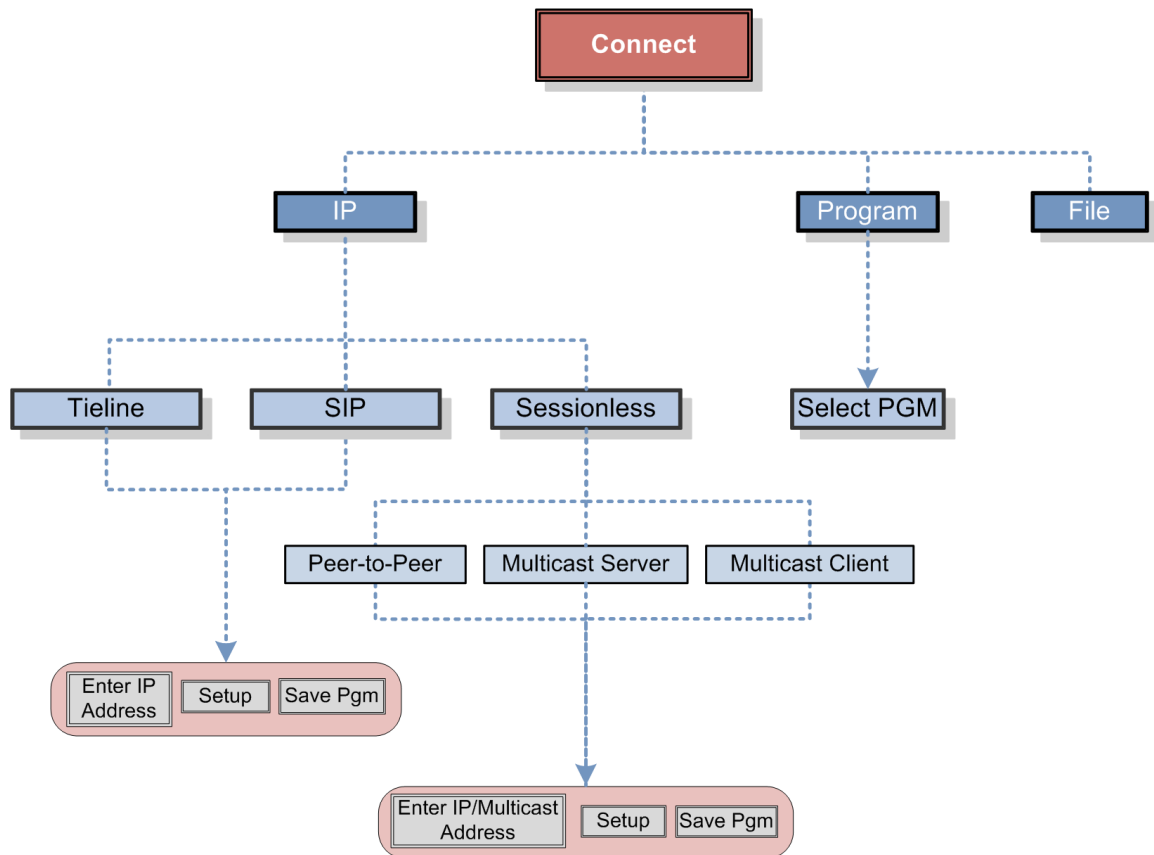 Connect
IP
Program
File
Tieline
SIP
Sessionless
Select PGM
Peer-to-Peer
Multicast Server
Multicast Client
Enter IP
Address
Setup
Save Pgm
Enter IP/Multicast
Address
Setup
Save Pgm